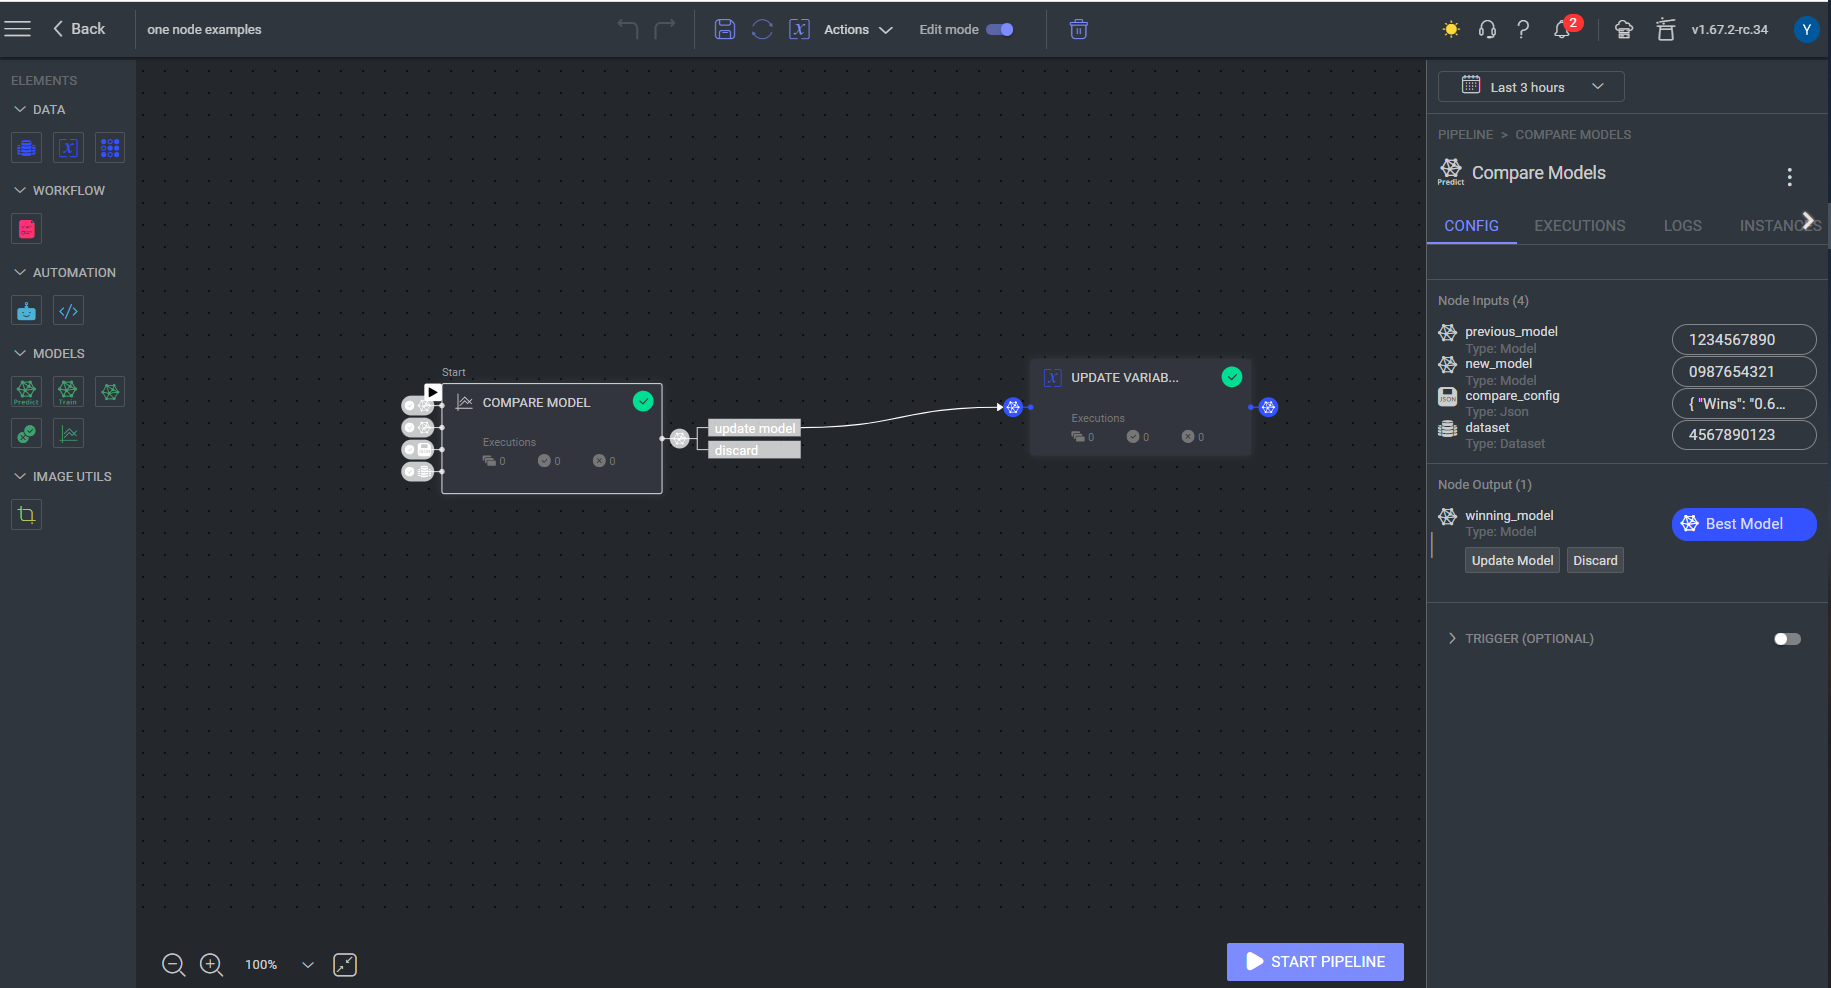 Back
one node examples
Actions
Edit mode
2
v1.67.2-rc.34
Y
ELEMENTS
DATA
WORKFLOW
AUTOMATION
MODELS
Predict
Train
IMAGE UTILS
Start
COMPARE MODEL
Executions
0 0 0
update model
discard
UPDATE VARIAB...
Executions
0 0 0
100%
START PIPELINE
Last 3 hours
PIPELINE > COMPARE MODELS
Predict
Compare Models
CONFIG EXECUTIONS LOGS INSTANCES
Node Inputs (4)
previous_model
Type: Model
1234567890
new_model
Type: Model
0987654321
JSON
compare_config
Type: Json
{ "Wins": "0.6...
dataset
Type: Dataset
4567890123
Node Output (1)
winning_model
Type: Model
Best Model
Update Model Discard
TRIGGER (OPTIONAL)